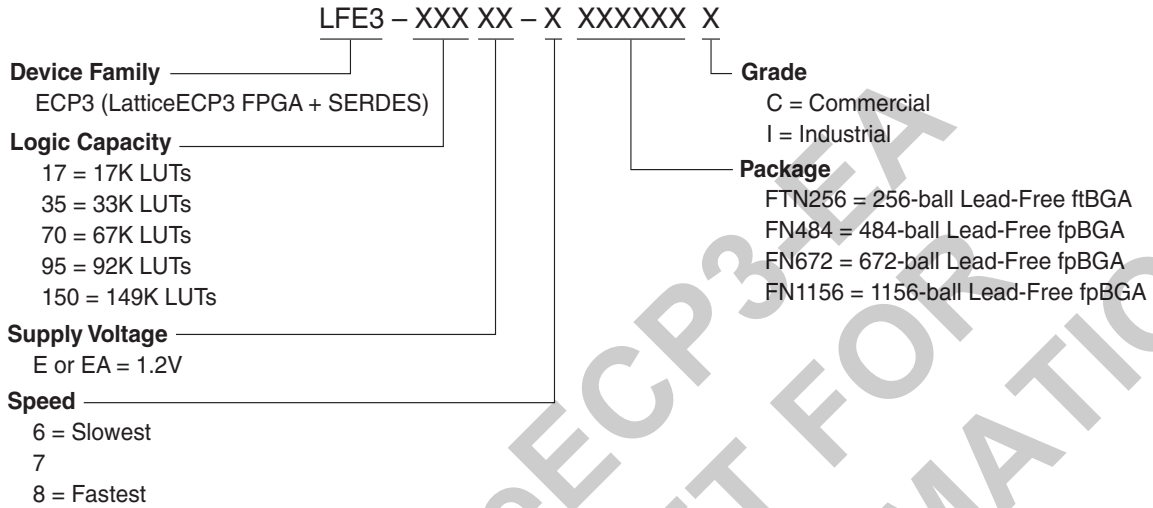 LFE3 – XXX XX – X XXXXXX X
Device Family
ECP3 (LatticeECP3 FPGA + SERDES)
Logic Capacity
17 = 17K LUTs
35 = 33K LUTs
70 = 67K LUTs
95 = 92K LUTs
150 = 149K LUTs
Supply Voltage
E or EA = 1.2V
Speed
6 = Slowest
7
8 = Fastest
Grade
C = Commercial
I = Industrial
Package
FTN256 = 256-ball Lead-Free ftBGA
FN484 = 484-ball Lead-Free fpBGA
FN672 = 672-ball Lead-Free fpBGA
FN1156 = 1156-ball Lead-Free fpBGA
ECP3-EA
FOR